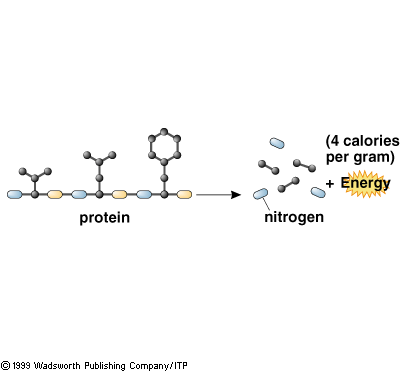 (4 calories
per gram)
+ Energy
protein
nitrogen
© 1999 Wadsworth Publishing Company/ITP